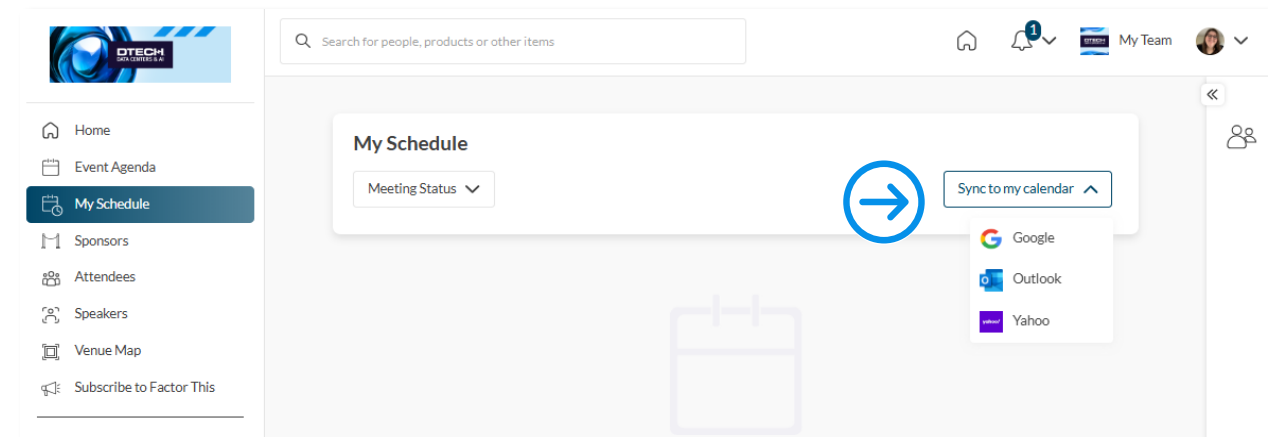 DTECH
DATA CENTERS & AI
Search for people, products or other items
1
DTECH
My Team
Home
Event Agenda
My Schedule
Sponsors
Attendees
Speakers
Venue Map
Subscribe to Factor This
My Schedule
Meeting Status
Sync to my calendar
Google
Outlook
yahoo!
Yahoo